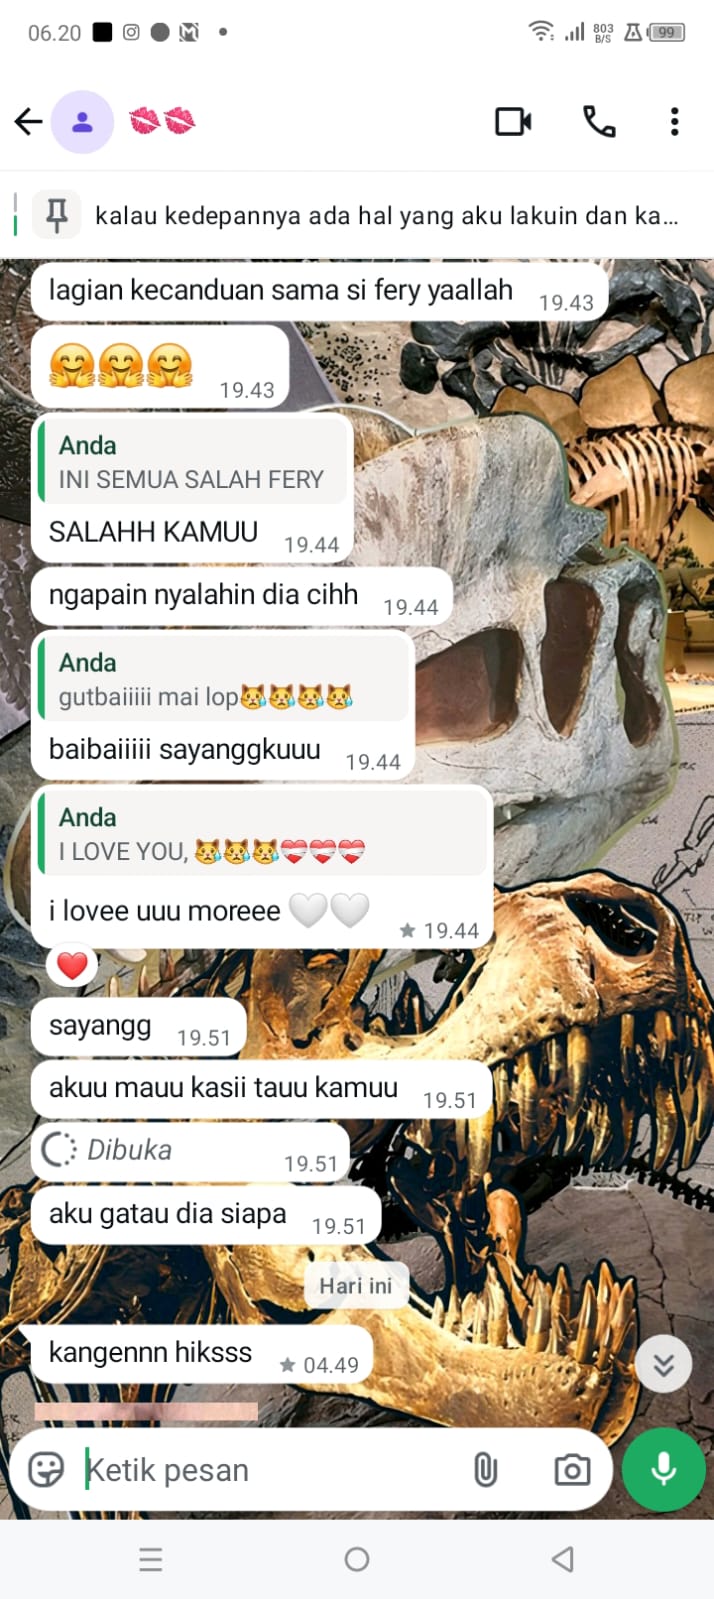 06.20
803
B/S
99
💋💋
kalau kedepannya ada hal yang aku lakuin dan ka...
lagian kecanduan sama si fery yaallah 19.43
🤗🤗🤗 19.43
Anda
INI SEMUA SALAH FERY
SALAHH KAMUU 19.44
ngapain nyalahin dia cihh 19.44
Anda
gutbaiiiii mai lop😿😿😿😿
baibaiiiii sayanggkuuu 19.44
Anda
I LOVE YOU, 😿😿😿❤️‍🩹❤️‍🩹❤️‍🩹
i lovee uuu moreee 🤍🤍 19.44
❤️
sayangg 19.51
akuu mauu kasii tauu kamuu 19.51
Dibuka 19.51
aku gatau dia siapa 19.51
Hari ini
kangennn hiksss 04.49
Ketik pesan